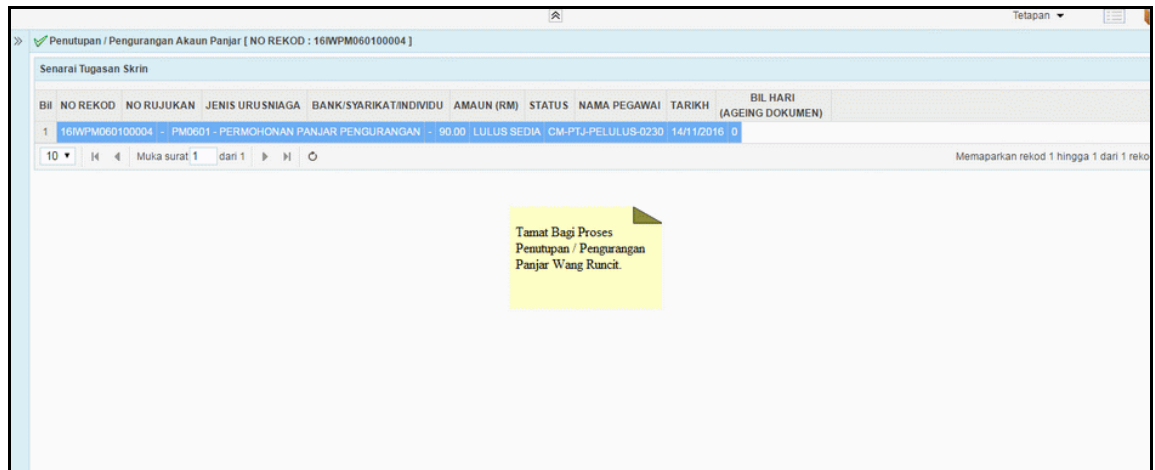 Tetapan
Penutupan / Pengurangan Akaun Panjar [ NO REKOD : 16IWPM060100004 ]
Senarai Tugasan Skrin
Bil NO REKOD NO RUJUKAN JENIS URUSNIAGA BANK/SYARIKAT/INDIVIDU AMAUN (RM) STATUS NAMA PEGAWAI TARIKH BIL HARI (AGEING DOKUMEN)
1 16IWPM060100004 - PM0601 - PERMOHONAN PANJAR PENGURANGAN - 90.00 LULUS SEDIA CM-PTJ-PELULUS-0230 14/11/2016 0
10 Muka surat 1 dari 1 Memaparkan rekod 1 hingga 1 dari 1 reko
Tamat Bagi Proses
Penutupan / Pengurangan
Panjar Wang Runcit.